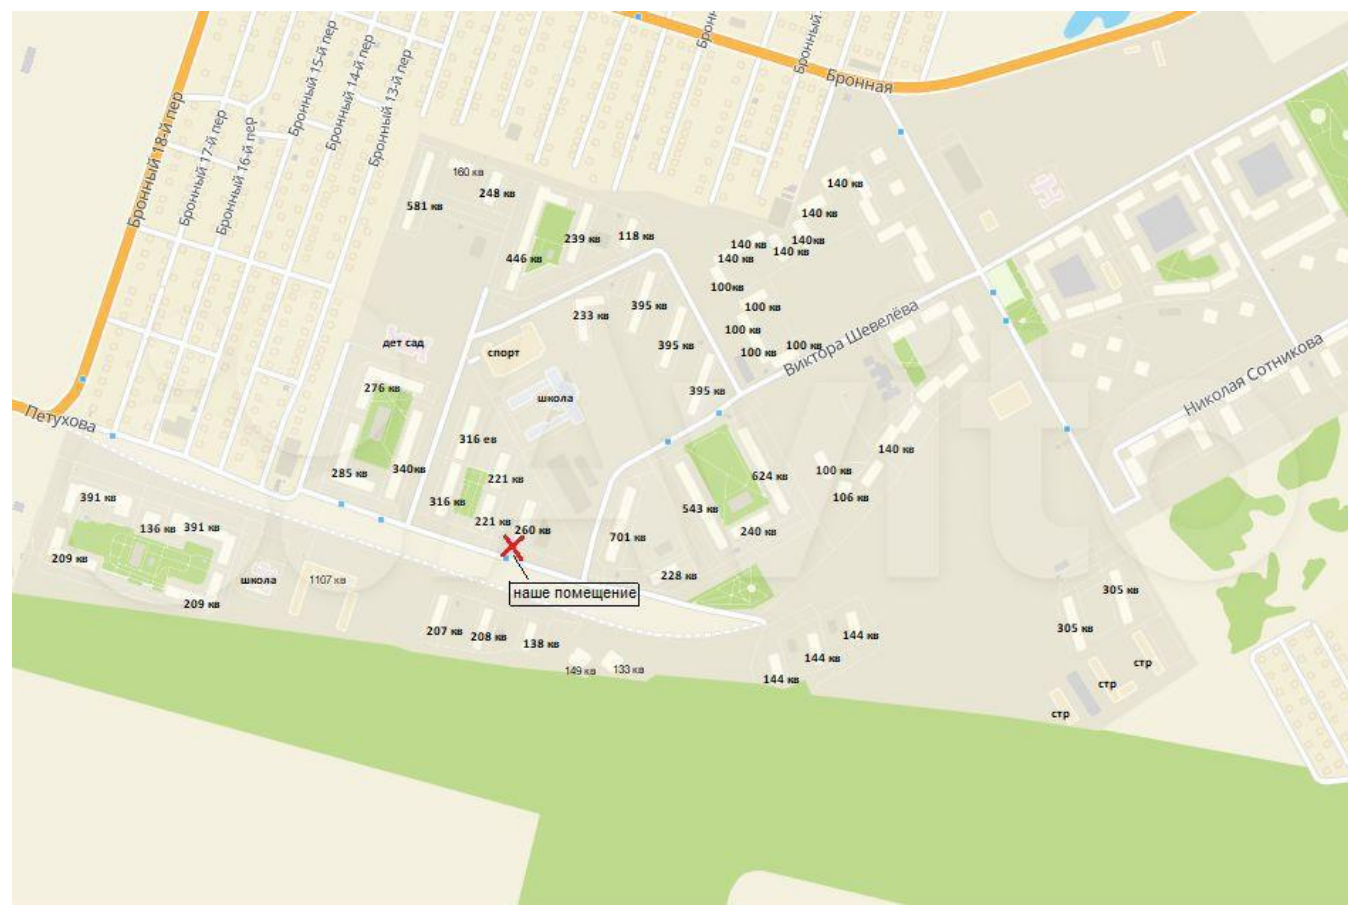 Бронный 18-й пер
Бронный 17-й пер
Бронный 16-й пер
Бронный 15-й пер
Бронный 14-й пер
Бронный 13-й пер
Бронн
Бронный
Бронная
160 кв
248 кв
581 кв
140 кв
140 кв
239 кв
118 кв
140 кв
140кв
140 кв
140 кв
446 кв
100кв
395 кв
100 кв
233 кв
100 кв
Виктора Шевелёва
дет сад
спорт
395 кв
100 кв
100 кв
Николая Сотникова
276 кв
школа
395 кв
Петухова
316 ев
140 кв
285 кв
340кв
221 кв
624 кв
100 кв
391 кв
316 кв
543 кв
106 кв
136 кв
391 кв
221 кв
260 кв
701 кв
240 кв
209 кв
школа
1107 кв
228 кв
наше помещение
305 кв
209 кв
207 кв
208 кв
138 кв
144 кв
305 кв
149 кв
133 кв
144 кв
144 кв
стр
стр
стр
Avito